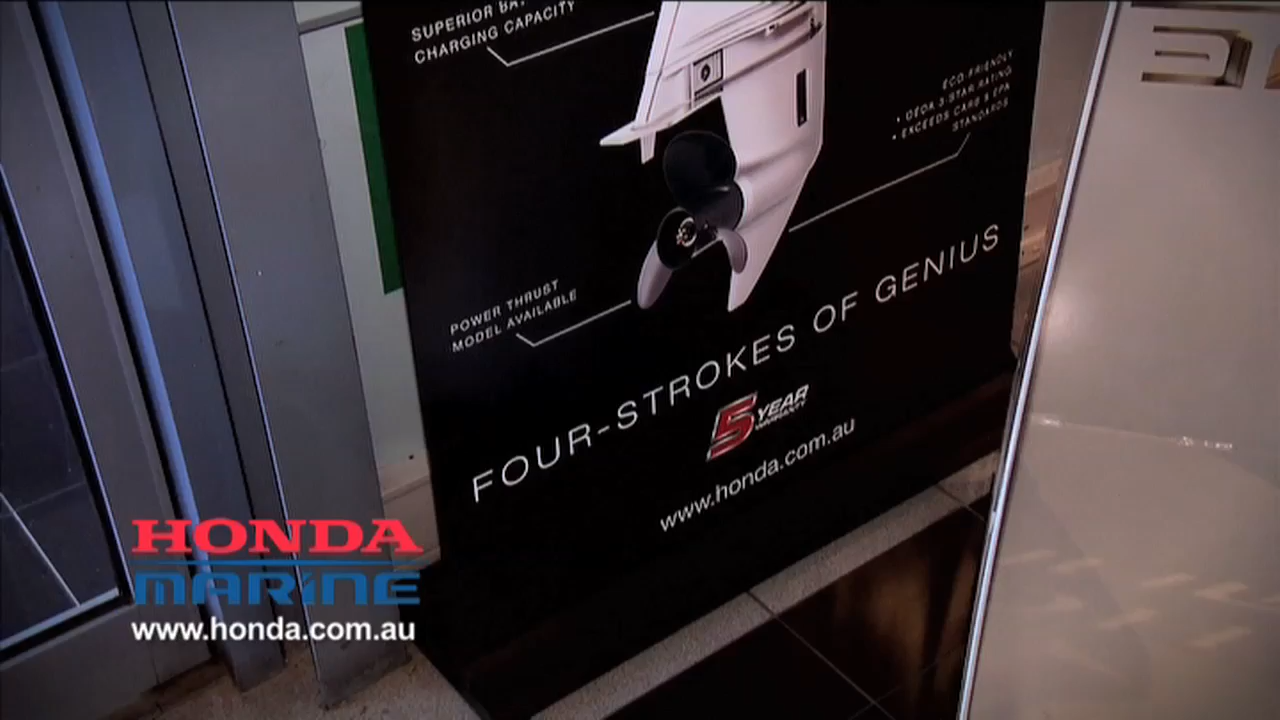 SUPERIOR
CHARGING CAPACITY
ECO FRIENDLY
• OEDA 3 STAR RATING
• EXCEEDS CARB & EPA
STANDARDS
POWER THRUST
MODEL AVAILABLE
FOUR-STROKES OF GENIUS
5 YEAR
WARRANTY
www.honda.com.au
HONDA
MARINE
www.honda.com.au